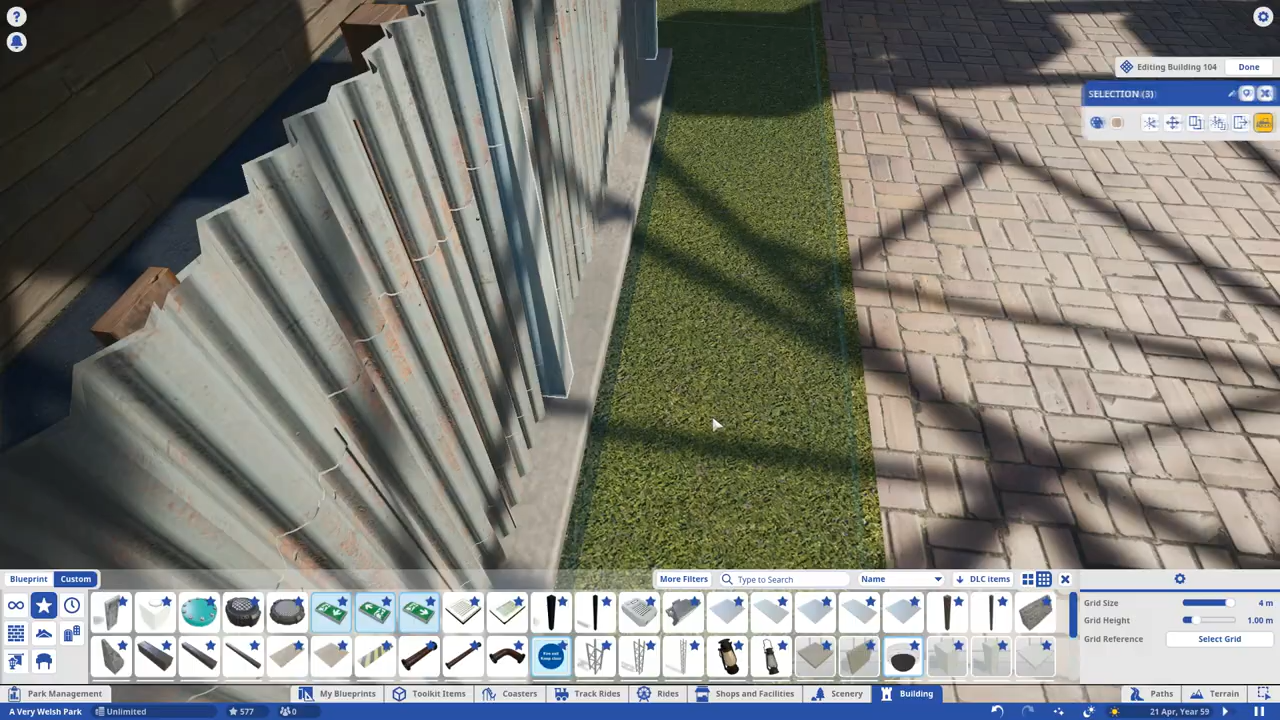 Editing Building 104 Done
SELECTION (3)
Blueprint Custom More Filters Type to Search Name DLC items
Grid Size 4 m
Grid Height 1.00 m
Grid Reference Select Grid
Park Management My Blueprints Toolkit Items Coasters Track Rides Rides Shops and Facilities Scenery Building Paths Terrain
A Very Welsh Park Unlimited 577 0 21 Apr, Year 59